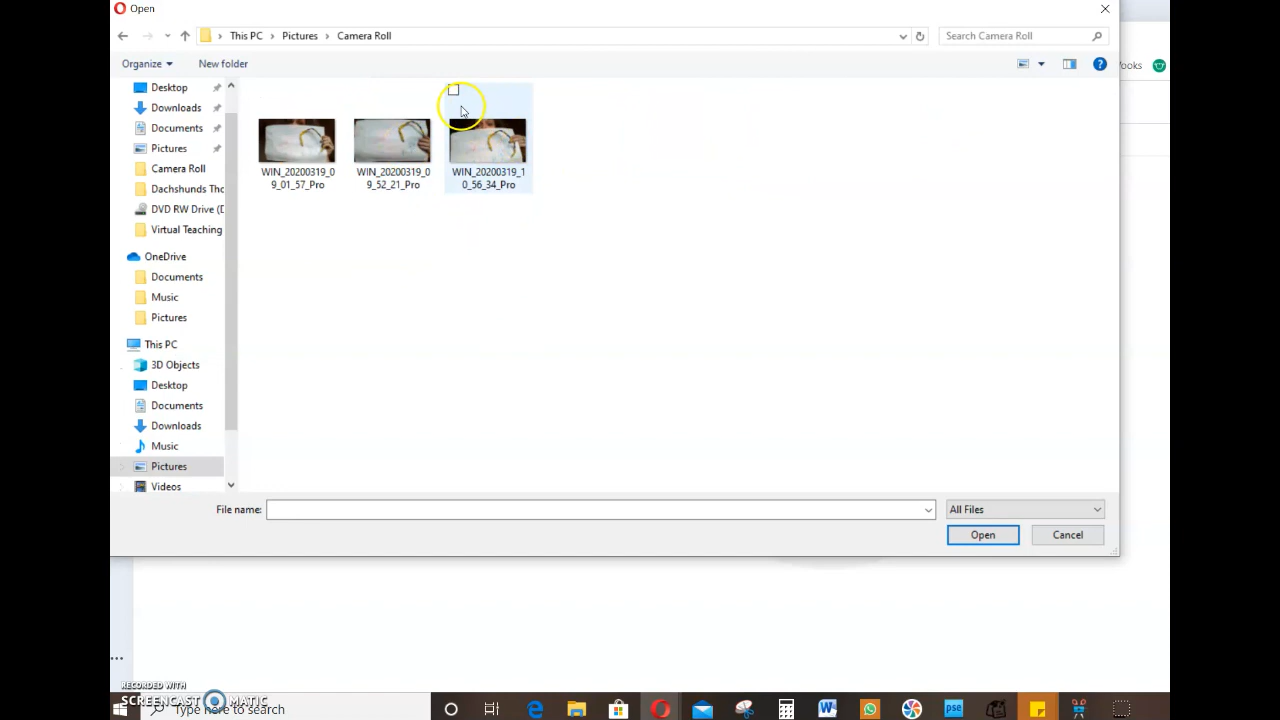 Open
This PC > Pictures > Camera Roll
Search Camera Roll
Organize
New folder
ooks
Desktop
Downloads
Documents
Pictures
Camera Roll
Dachshunds Tho
DVD RW Drive (D
Virtual Teaching
OneDrive
Documents
Music
Pictures
This PC
3D Objects
Desktop
Documents
Downloads
Music
Pictures
Videos
WIN_20200319_0
9_01_57_Pro
WIN_20200319_0
9_52_21_Pro
WIN_20200319_1
0_56_34_Pro
File name:
All Files
Open
Cancel
RECORDED WITH
SCREENCAST MATIC
Type here to search
pse